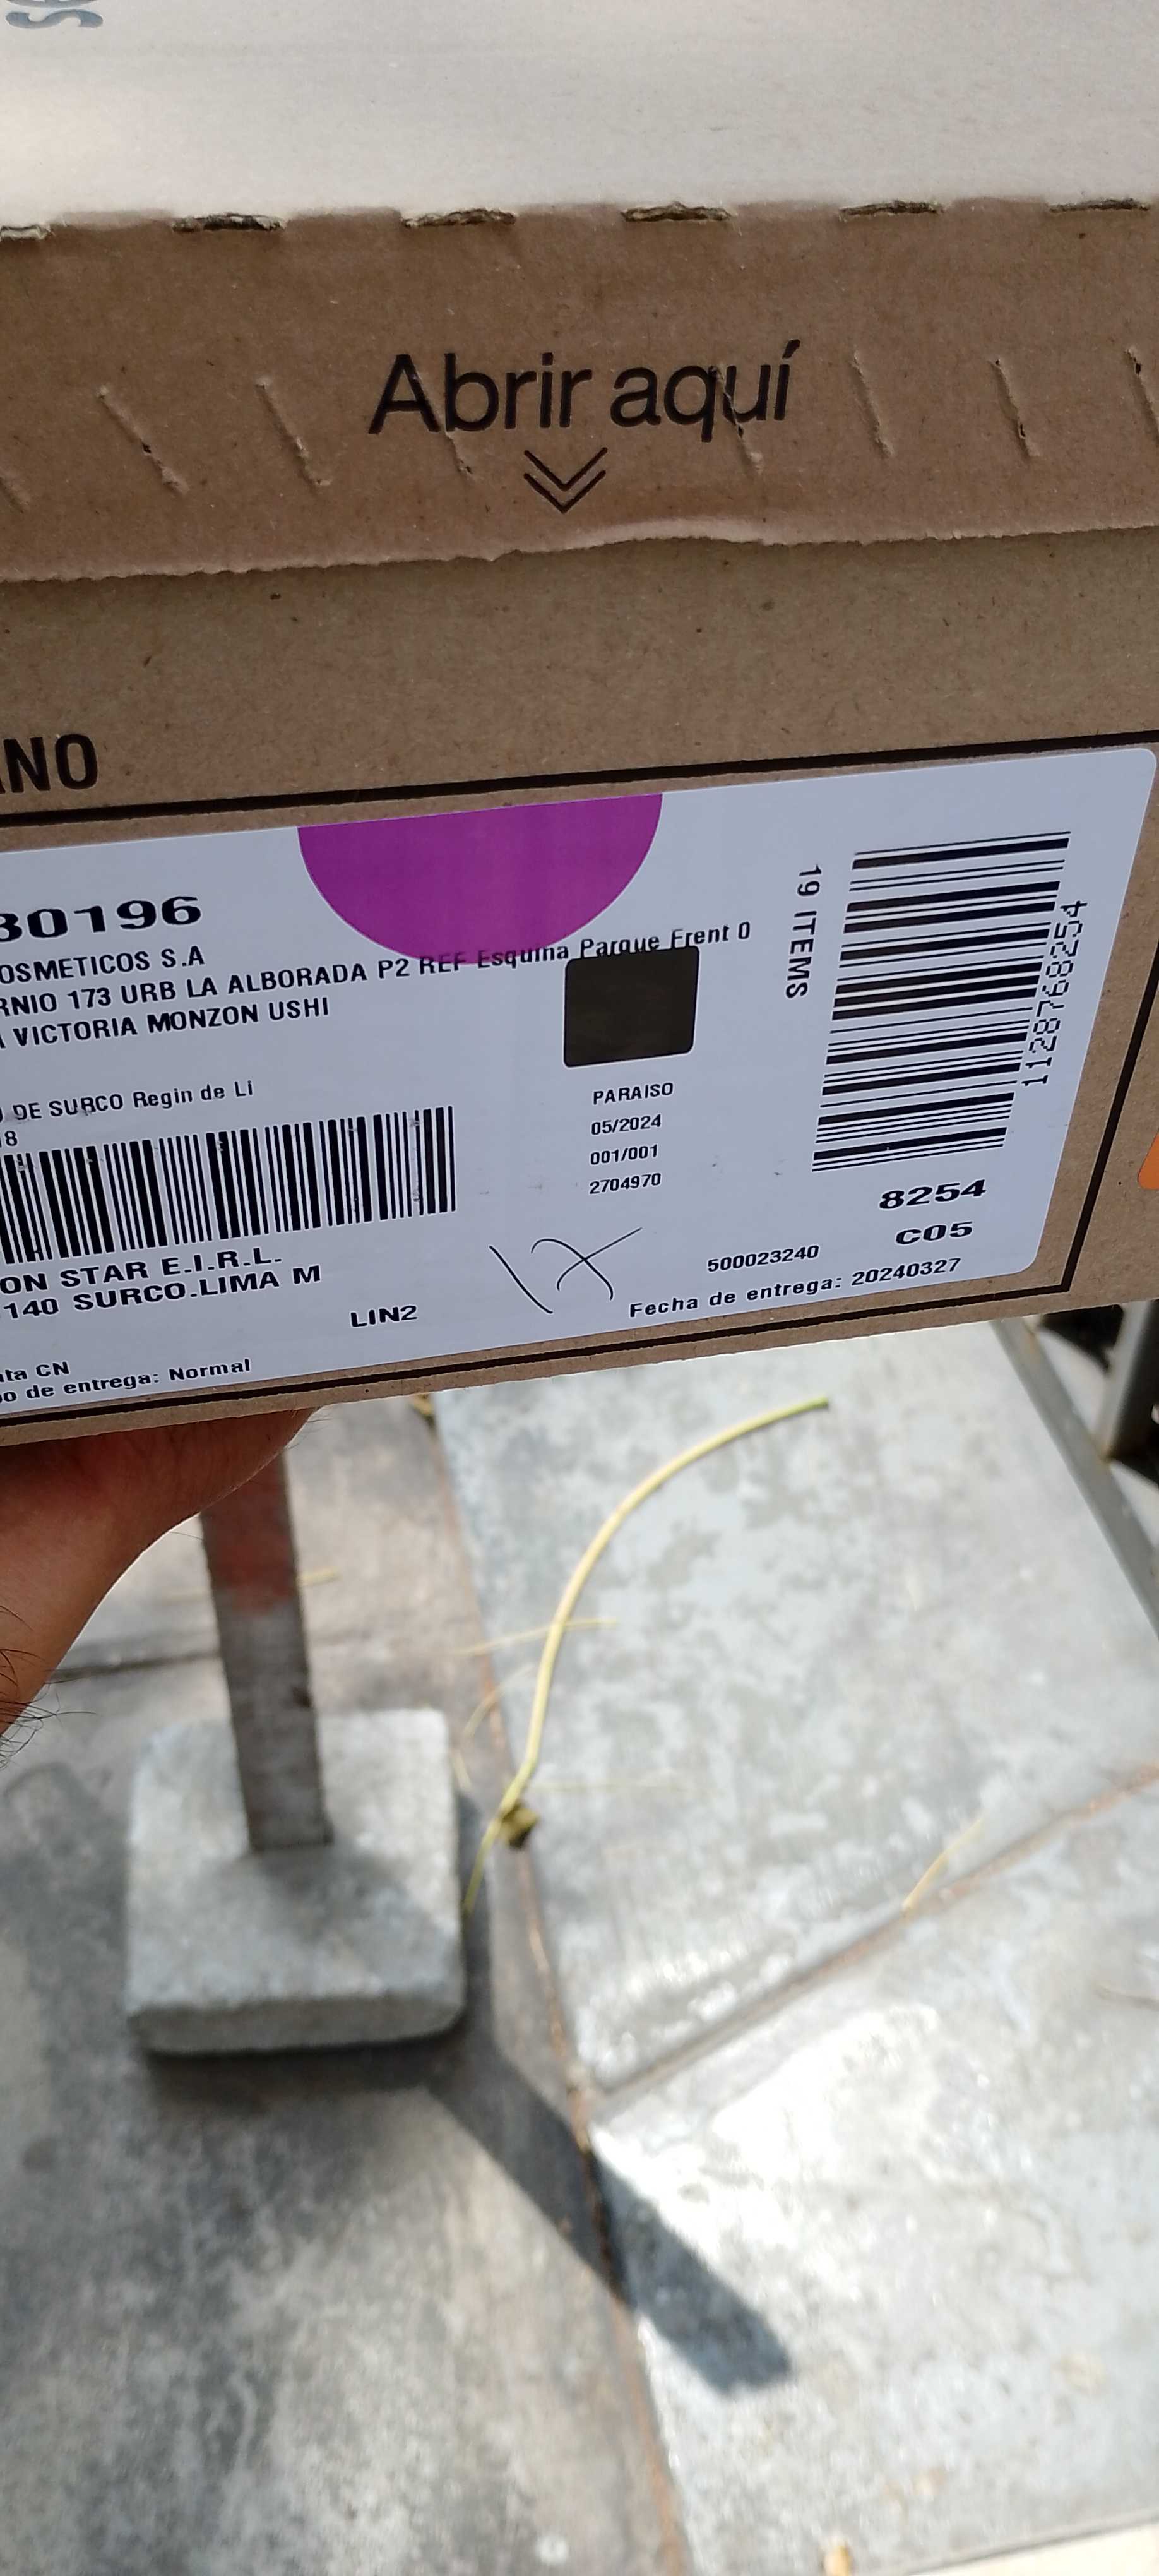 Abrir aquí
NO
30196
OSMETICOS S.A
RNIO 173 URB LA ALBORADA P2 REF Esquina Parque Frent 0
VICTORIA MONZON USHI
DE SURCO Regin de Li
18
ON STAR E.I.R.L.
140 SURCO.LIMA M
LIN2
ta CN
o de entrega: Normal
PARAISO
05/2024
001/001
2704970
19 ITEMS
1128768254
8254
C05
500023240
Fecha de entrega: 20240327